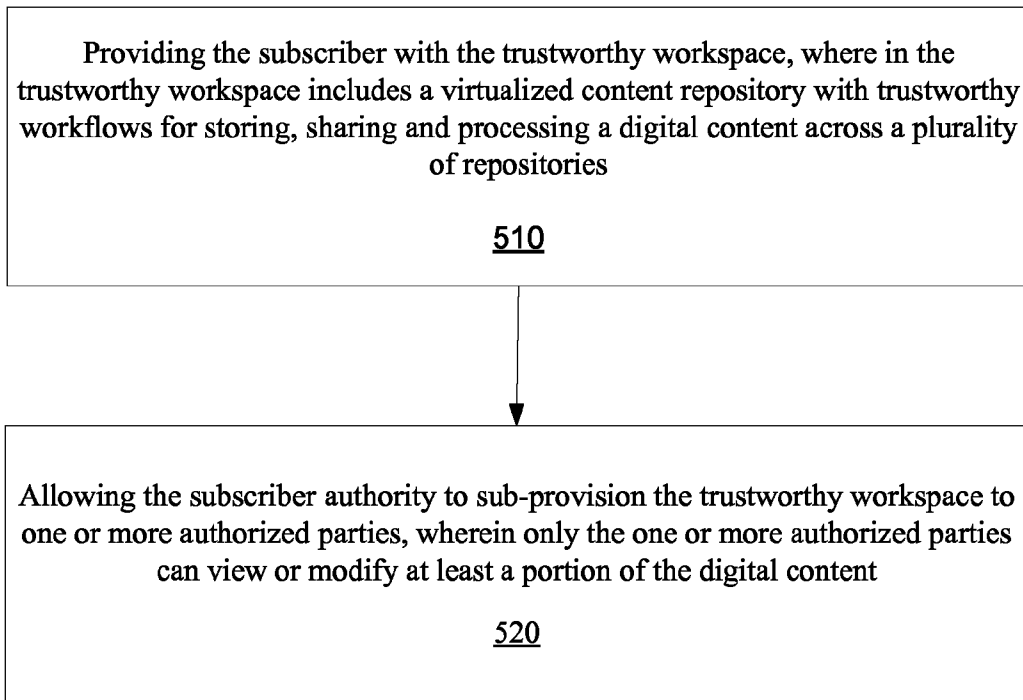 Providing the subscriber with the trustworthy workspace, where in the
trustworthy workspace includes a virtualized content repository with trustworthy
workflows for storing, sharing and processing a digital content across a plurality
of repositories
510
Allowing the subscriber authority to sub-provision the trustworthy workspace to
one or more authorized parties, wherein only the one or more authorized parties
can view or modify at least a portion of the digital content
520